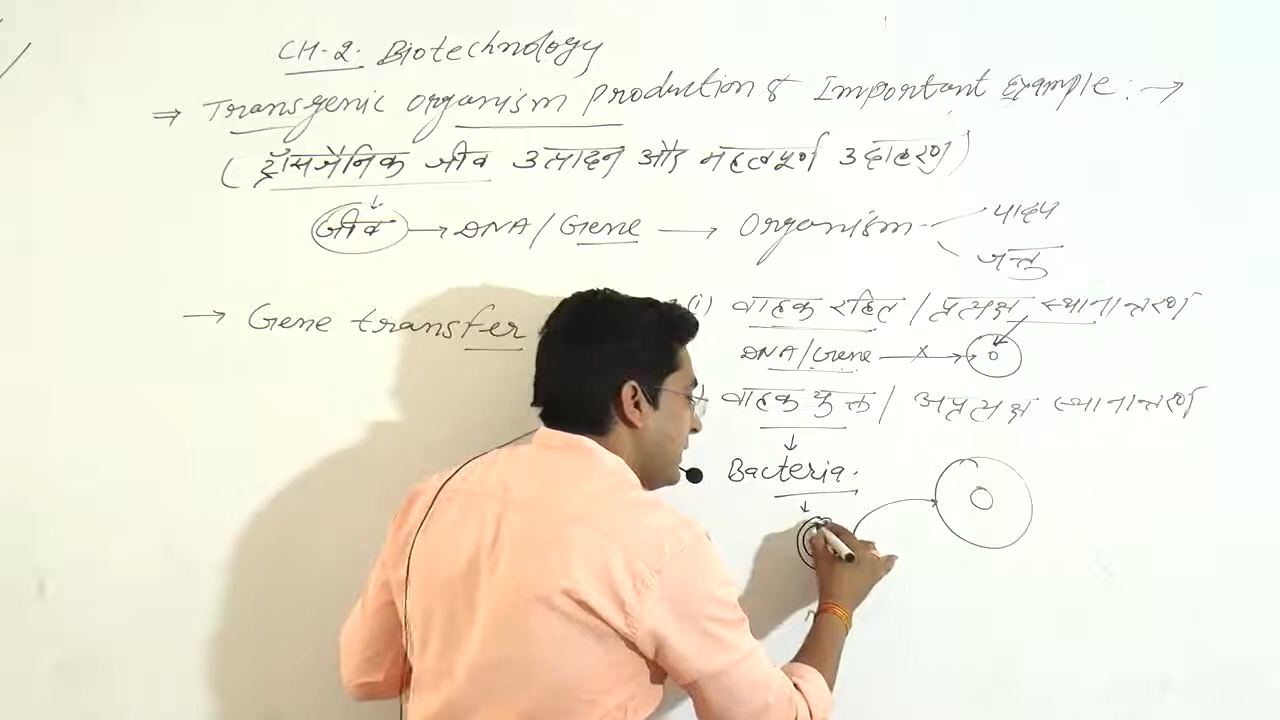 CH-2. Biotechnology
⇒ Transgenic organism production & Important Example :→
(ट्राँसजैनिक जीव उत्पादन और महत्वपूर्ण उदाहरण)
जीव → DNA/Gene → Organism पादप
जन्तु
→ Gene transfer (i) वाहक रहित / प्रत्यक्ष स्थानान्तरण
DNA/Gene
वाहक युक्त / अप्रत्यक्ष स्थानान्तरण
Bacteria.